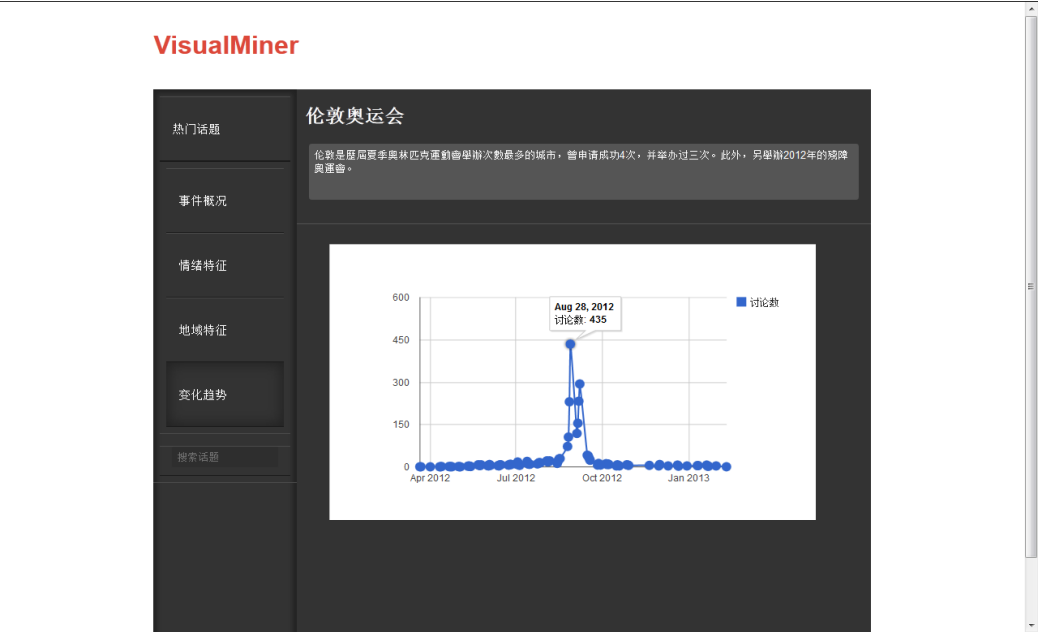 VisualMiner
热门话题
伦敦奥运会
伦敦是歷屆夏季奧林匹克運動會舉辦次數最多的城市，曾申请成功4次，并举办过三次。此外，另舉辦2012年的殘障
奧運會。
事件概况
情绪特征
地域特征
变化趋势
搜索话题
600
450
300
150
0
Aug 28, 2012
讨论数: 435
讨论数
Apr 2012
Jul 2012
Oct 2012
Jan 2013